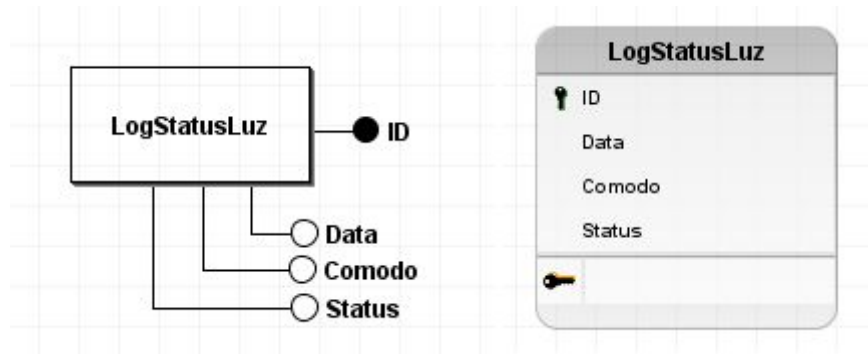 LogStatusLuz
ID
Data
Comodo
Status
LogStatusLuz
ID
Data
Comodo
Status